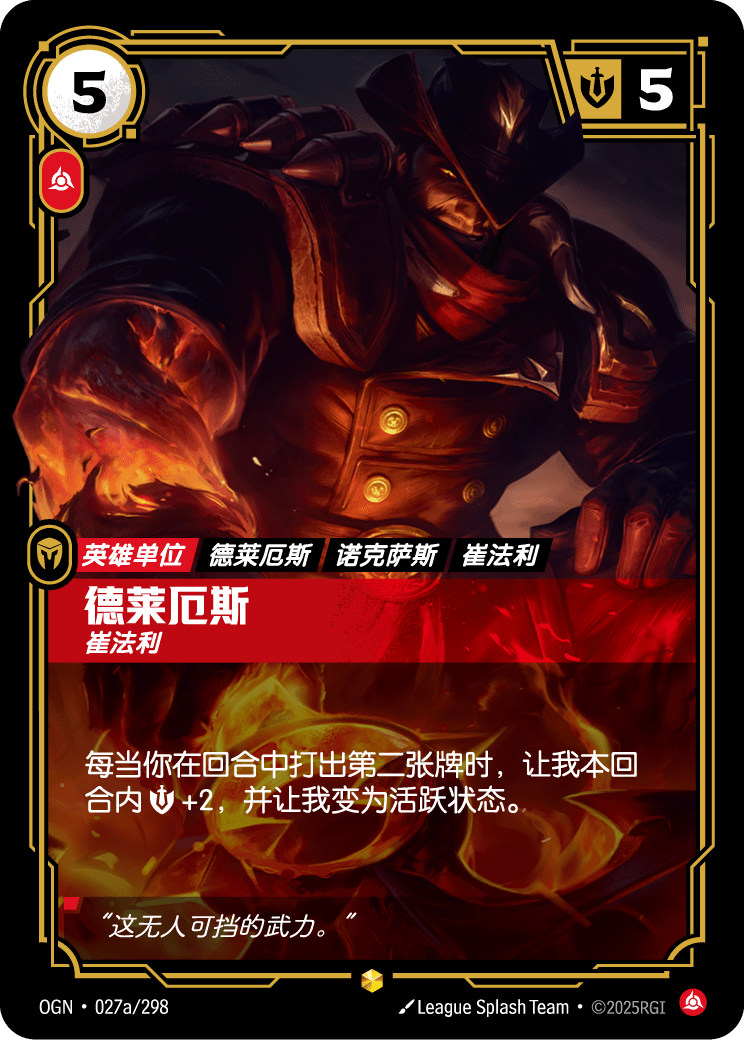 5
5
英雄单位 德莱厄斯 诺克萨斯 崔法利
德莱厄斯
崔法利
每当你在回合中打出第二张牌时，让我本回
合内 +2，并让我变为活跃状态。
“这无人可挡的武力。”
OGN • 027a/298 League Splash Team • ©2025RGI